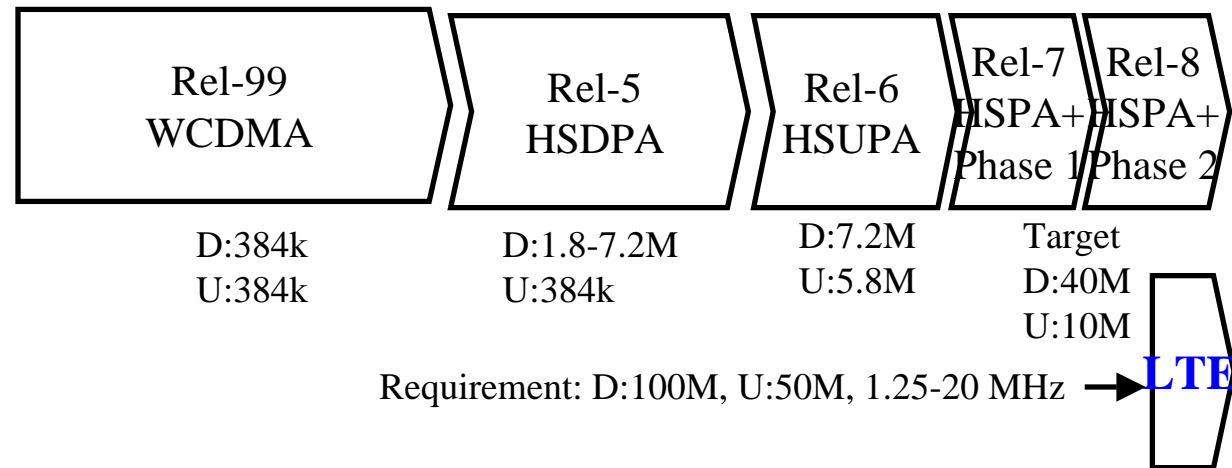 Rel-99
WCDMA
Rel-5
HSDPA
Rel-6
HSUPA
Rel-7
HSPA+
Phase 1
Rel-8
HSPA+
Phase 2
D:384k
U:384k
D:1.8-7.2M
U:384k
D:7.2M
U:5.8M
Target
D:40M
U:10M
Requirement: D:100M, U:50M, 1.25-20 MHz
LTE